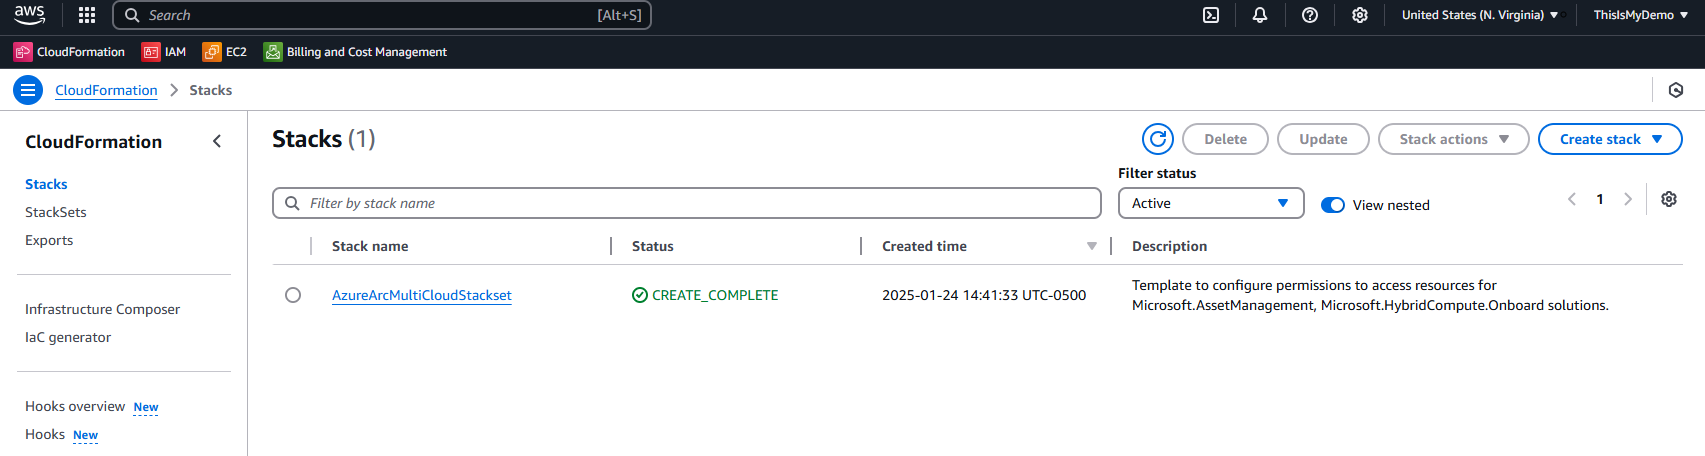 aws
Search [Alt+S]
United States (N. Virginia)
ThisIsMyDemo
CloudFormation
IAM
EC2
Billing and Cost Management
CloudFormation
Stacks
CloudFormation
Stacks
StackSets
Exports
Infrastructure Composer
IaC generator
Hooks overview New
Hooks New
Stacks (1)
Delete
Update
Stack actions
Create stack
Filter by stack name
Filter status
Active
View nested
1
Stack name
Status
Created time
Description
AzureArcMultiCloudStackset
CREATE_COMPLETE
2025-01-24 14:41:33 UTC-0500
Template to configure permissions to access resources for
Microsoft.AssetManagement, Microsoft.HybridCompute.Onboard solutions.